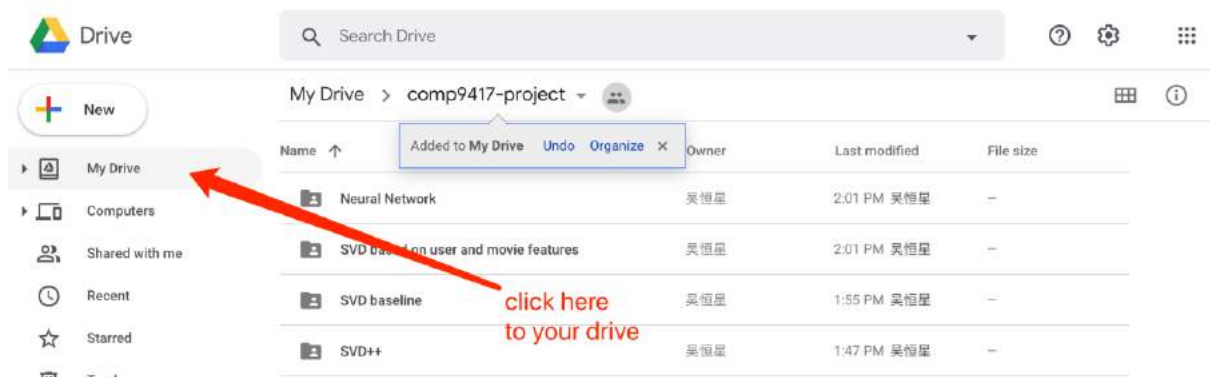 Drive
Search Drive
New
My Drive > comp9417-project
Added to My Drive Undo Organize ×
Name ↑ Owner Last modified File size
My Drive
Computers
Shared with me
Recent
Starred
Neural Network 吴恒星 2:01 PM 吴恒星 –
SVD based on user and movie features 吴恒星 2:01 PM 吴恒星 –
SVD baseline 吴恒星 1:55 PM 吴恒星 –
SVD++ 吴恒星 1:47 PM 吴恒星 –
click here
to your drive